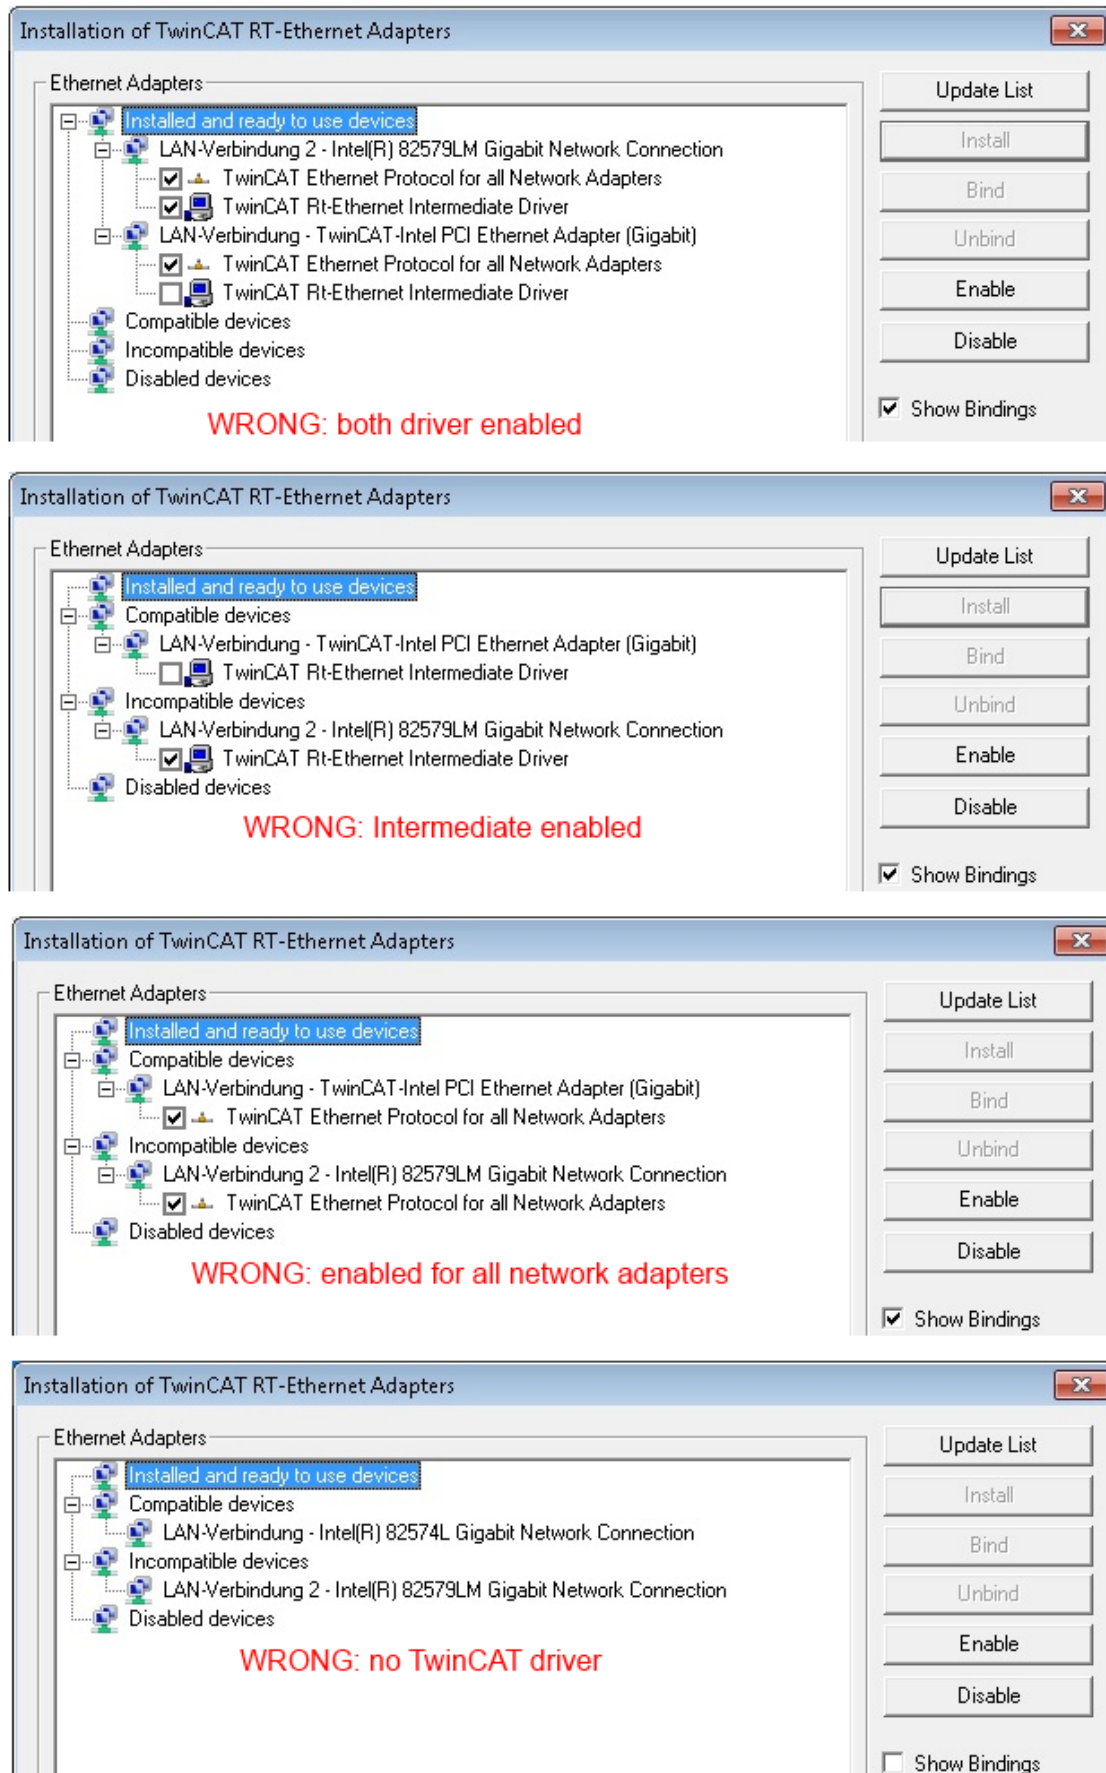 Installation of TwinCAT RT-Ethernet Adapters
Ethernet Adapters
Update List
Installed and ready to use devices
LAN-Verbindung 2 - Intel(R) 82579LM Gigabit Network Connection
Install
TwinCAT Ethernet Protocol for all Network Adapters
Bind
TwinCAT Rt-Ethernet Intermediate Driver
LAN-Verbindung - TwinCAT-Intel PCI Ethernet Adapter (Gigabit)
Unbind
TwinCAT Ethernet Protocol for all Network Adapters
TwinCAT Rt-Ethernet Intermediate Driver
Enable
Compatible devices
Incompatible devices
Disable
Disabled devices
WRONG: both driver enabled
Show Bindings
Installation of TwinCAT RT-Ethernet Adapters
Ethernet Adapters
Update List
Installed and ready to use devices
Compatible devices
Install
LAN-Verbindung - TwinCAT-Intel PCI Ethernet Adapter (Gigabit)
Bind
TwinCAT Rt-Ethernet Intermediate Driver
Incompatible devices
Unbind
LAN-Verbindung 2 - Intel(R) 82579LM Gigabit Network Connection
TwinCAT Rt-Ethernet Intermediate Driver
Enable
Disabled devices
Disable
WRONG: Intermediate enabled
Show Bindings
Installation of TwinCAT RT-Ethernet Adapters
Ethernet Adapters
Update List
Installed and ready to use devices
Compatible devices
Install
LAN-Verbindung - TwinCAT-Intel PCI Ethernet Adapter (Gigabit)
Bind
TwinCAT Ethernet Protocol for all Network Adapters
Incompatible devices
Unbind
LAN-Verbindung 2 - Intel(R) 82579LM Gigabit Network Connection
TwinCAT Ethernet Protocol for all Network Adapters
Enable
Disabled devices
Disable
WRONG: enabled for all network adapters
Show Bindings
Installation of TwinCAT RT-Ethernet Adapters
Ethernet Adapters
Update List
Installed and ready to use devices
Compatible devices
Install
LAN-Verbindung - Intel(R) 82574L Gigabit Network Connection
Bind
Incompatible devices
LAN-Verbindung 2 - Intel(R) 82579LM Gigabit Network Connection
Unbind
Disabled devices
Enable
WRONG: no TwinCAT driver
Disable
Show Bindings